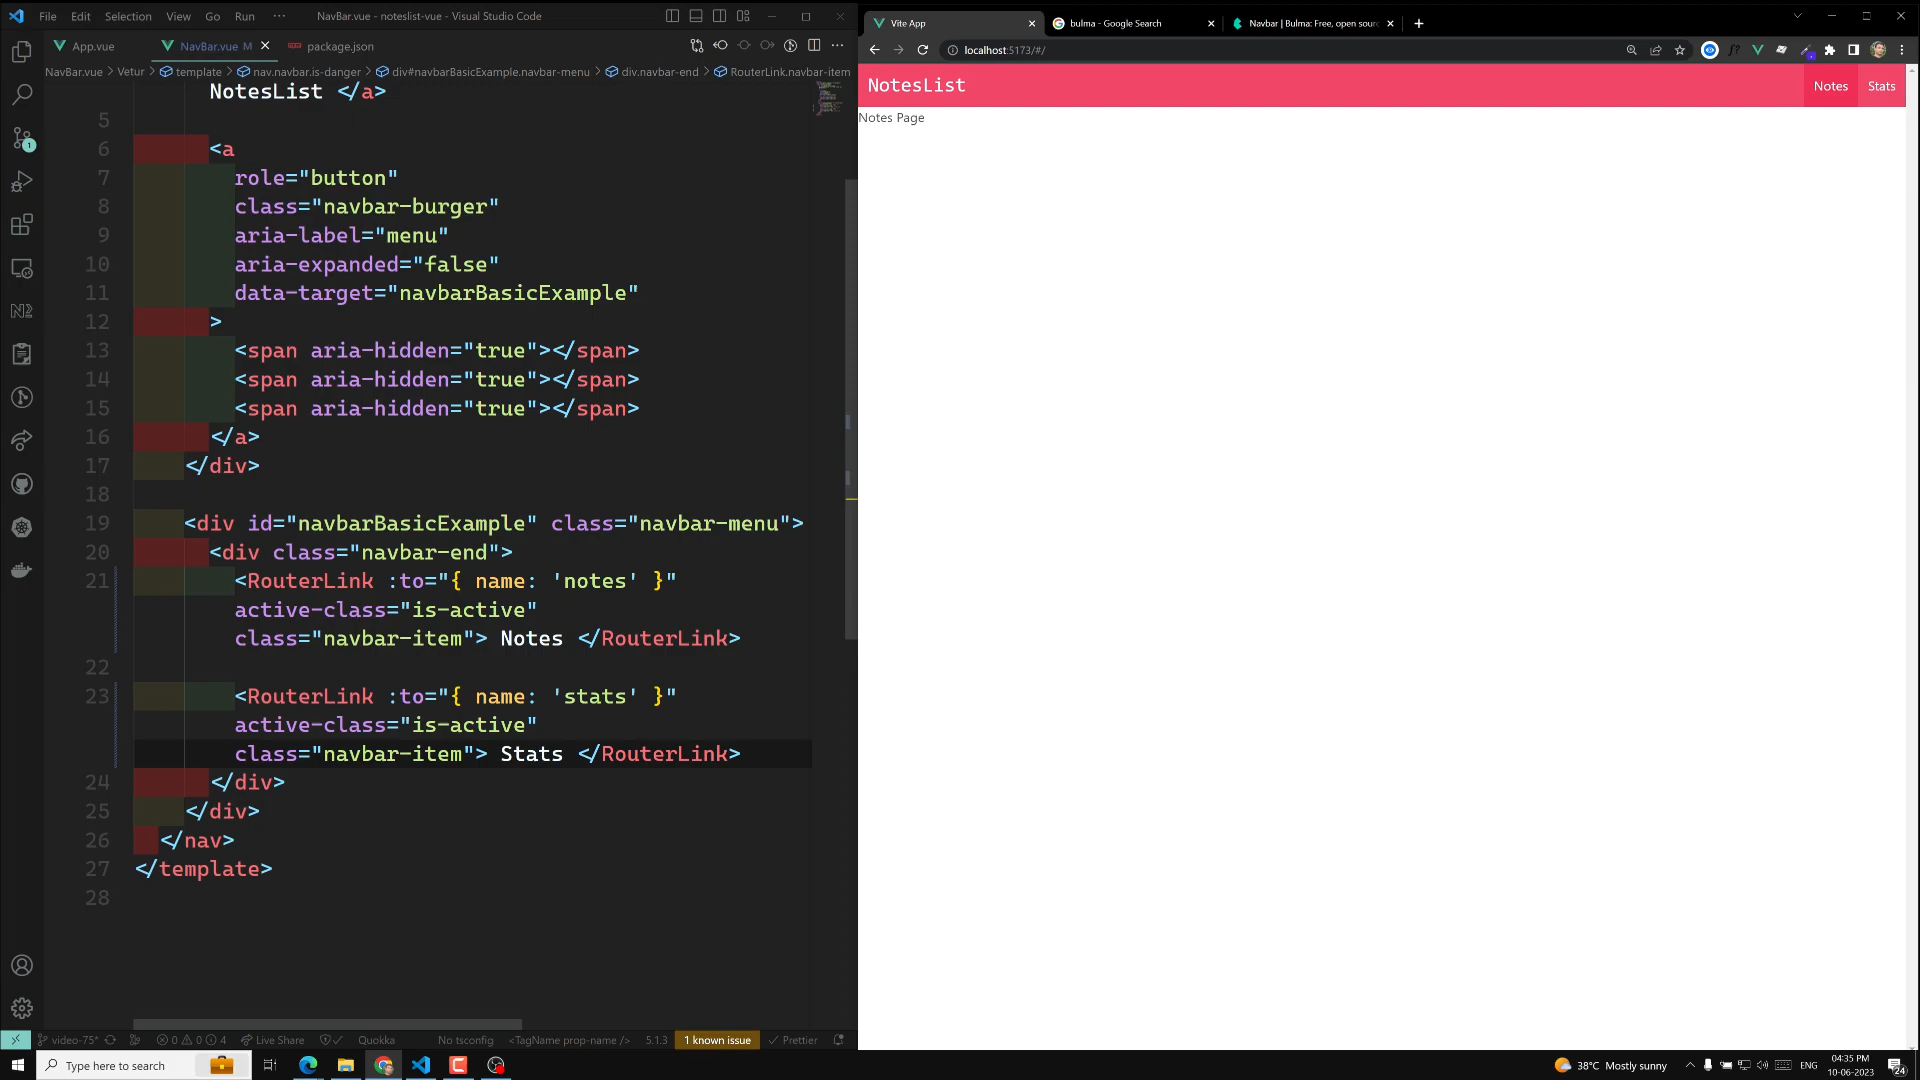 File Edit Selection View Go Run ··· NavBar.vue - noteslist-vue - Visual Studio Code
App.vue NavBar.vue M package.json
NavBar.vue > Vetur > template > nav.navbar.is-danger > div#navbarBasicExample.navbar-menu > div.navbar-end > RouterLink.navbar-item
NotesList </a>
5
6 <a
7 role="button"
8 class="navbar-burger"
9 aria-label="menu"
10 aria-expanded="false"
11 data-target="navbarBasicExample"
12 >
13 <span aria-hidden="true"></span>
14 <span aria-hidden="true"></span>
15 <span aria-hidden="true"></span>
16 </a>
17 </div>
18
19 <div id="navbarBasicExample" class="navbar-menu">
20 <div class="navbar-end">
21 <RouterLink :to="{ name: 'notes' }"
active-class="is-active"
class="navbar-item"> Notes </RouterLink>
22
23 <RouterLink :to="{ name: 'stats' }"
active-class="is-active"
class="navbar-item"> Stats </RouterLink>
24 </div>
25 </div>
26 </nav>
27 </template>
28
1
video-75* 0 0 4 Live Share Quokka No tsconfig <TagName prop-name /> 5.1.3 1 known issue Prettier
Vite App bulma - Google Search Navbar | Bulma: Free, open sourc
localhost:5173/#/
NotesList Notes Stats
Notes Page
Type here to search
38°C Mostly sunny ENG 04:35 PM
10-06-2023 24